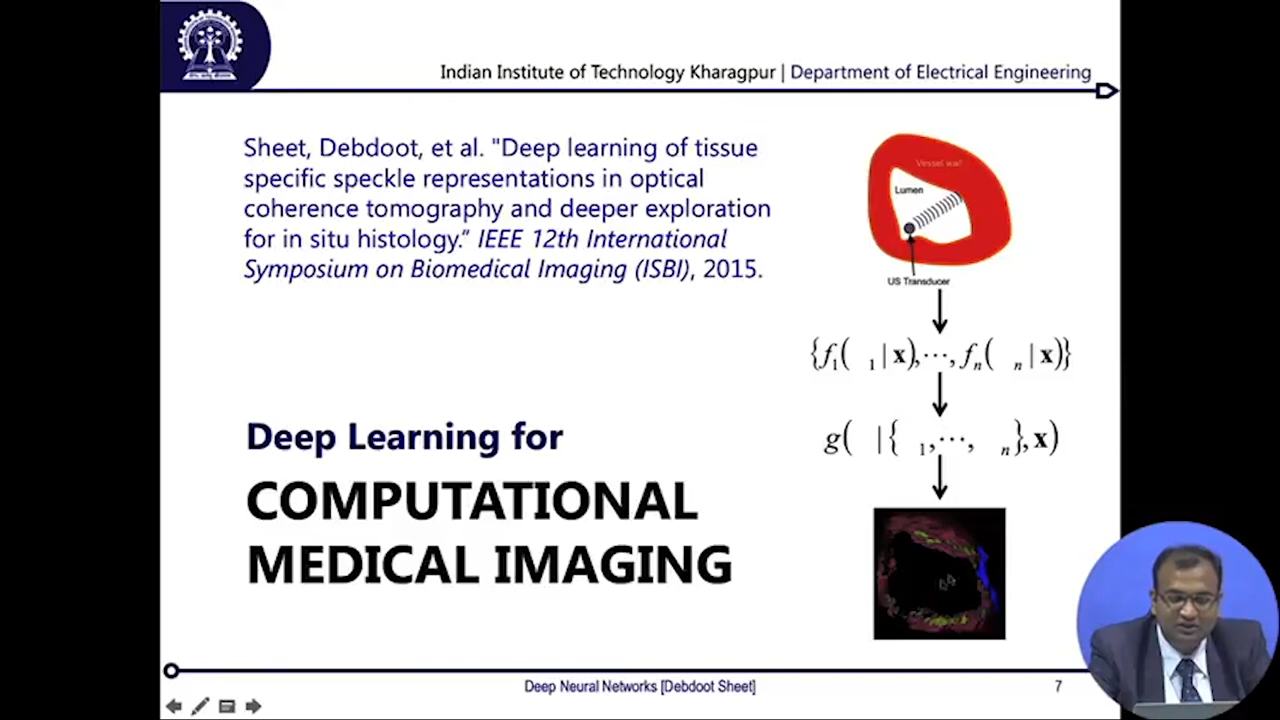 Indian Institute of Technology Kharagpur | Department of Electrical Engineering
Sheet, Debdoot, et al. "Deep learning of tissue
specific speckle representations in optical
coherence tomography and deeper exploration
for in situ histology." IEEE 12th International
Symposium on Biomedical Imaging (ISBI), 2015.
Vessel wall
Lumen
US Transducer
{f1( 1 | x),⋯, fn( n | x)}
g( | { 1,⋯, n}, x)
Deep Learning for
COMPUTATIONAL
MEDICAL IMAGING
Deep Neural Networks [Debdoot Sheet]
7